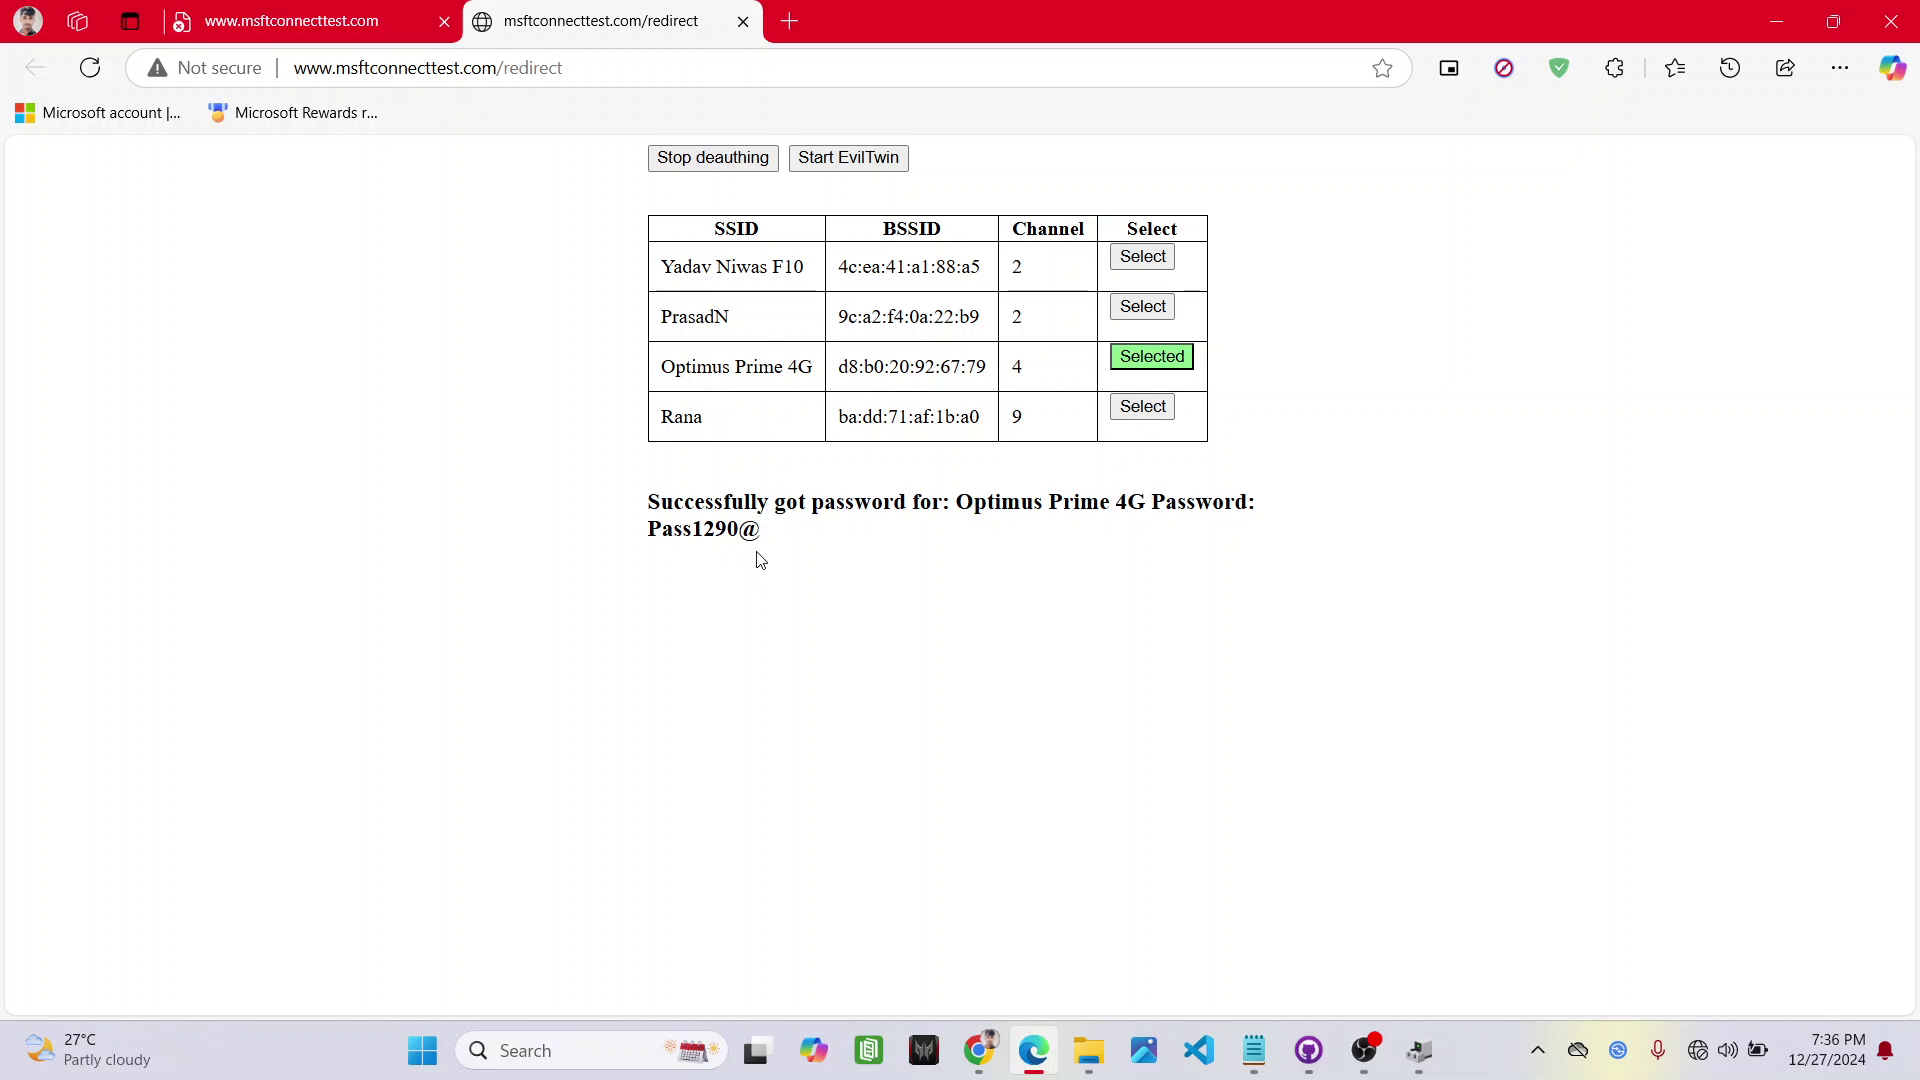 www.msftconnecttest.com
msftconnecttest.com/redirect
Not secure
www.msftconnecttest.com/redirect
Microsoft account |...
Microsoft Rewards r...
Stop deauthing Start EvilTwin
SSID BSSID Channel Select
Yadav Niwas F10 4c:ea:41:a1:88:a5 2 Select
PrasadN 9c:a2:f4:0a:22:b9 2 Select
Optimus Prime 4G d8:b0:20:92:67:79 4 Selected
Rana ba:dd:71:af:1b:a0 9 Select
Successfully got password for: Optimus Prime 4G Password:
Pass1290@
27°C
Partly cloudy
Search
7:36 PM
12/27/2024